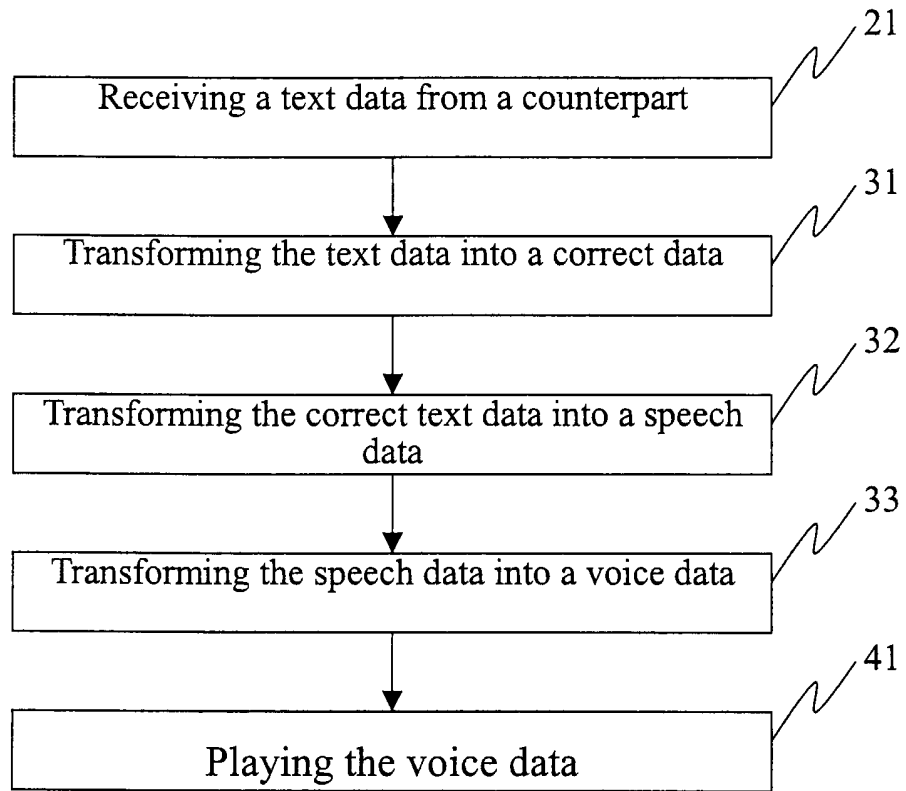 21
Receiving a text data from a counterpart
31
Transforming the text data into a correct data
32
Transforming the correct text data into a speech
data
33
Transforming the speech data into a voice data
41
Playing the voice data